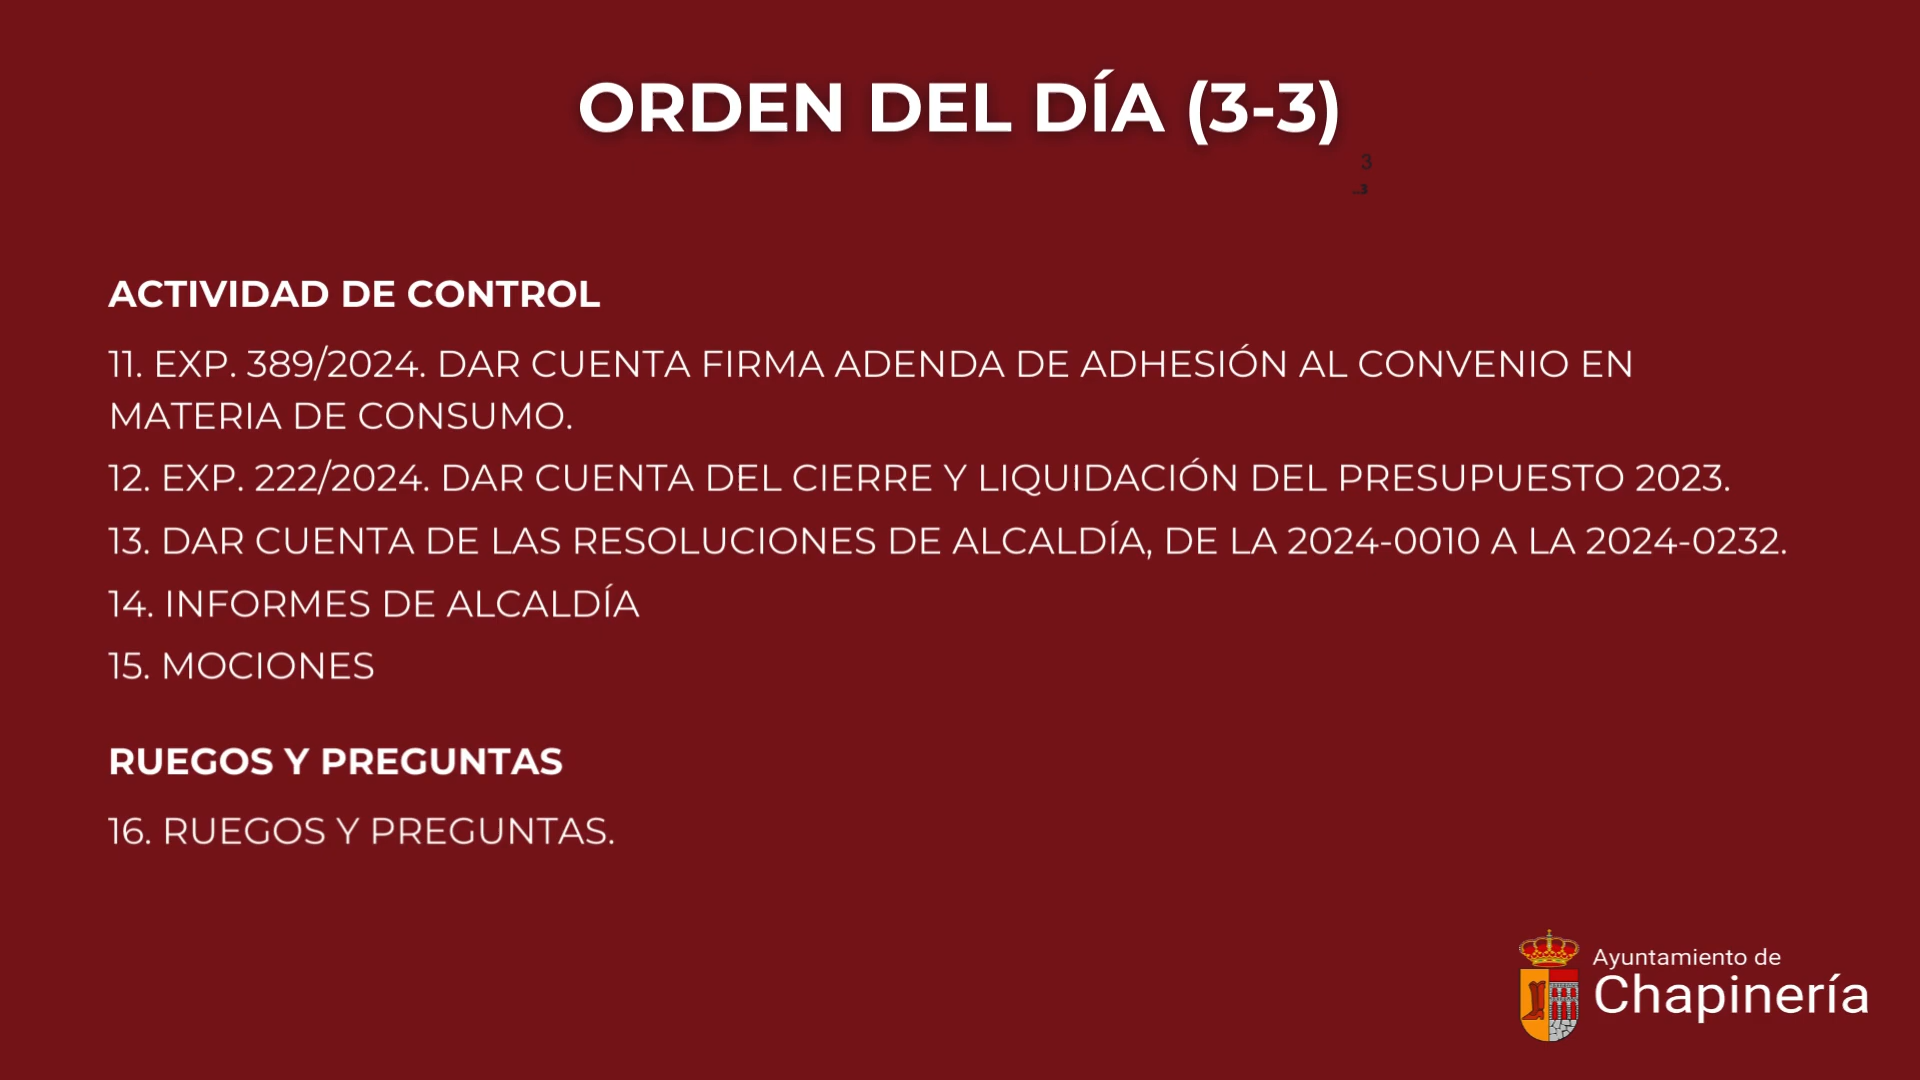 ORDEN DEL DÍA (3-3)
3
..3
ACTIVIDAD DE CONTROL
11. EXP. 389/2024. DAR CUENTA FIRMA ADENDA DE ADHESIÓN AL CONVENIO EN
MATERIA DE CONSUMO.
12. EXP. 222/2024. DAR CUENTA DEL CIERRE Y LIQUIDACIÓN DEL PRESUPUESTO 2023.
13. DAR CUENTA DE LAS RESOLUCIONES DE ALCALDÍA, DE LA 2024-0010 A LA 2024-0232.
14. INFORMES DE ALCALDÍA
15. MOCIONES
RUEGOS Y PREGUNTAS
16. RUEGOS Y PREGUNTAS.
Ayuntamiento de
Chapinería